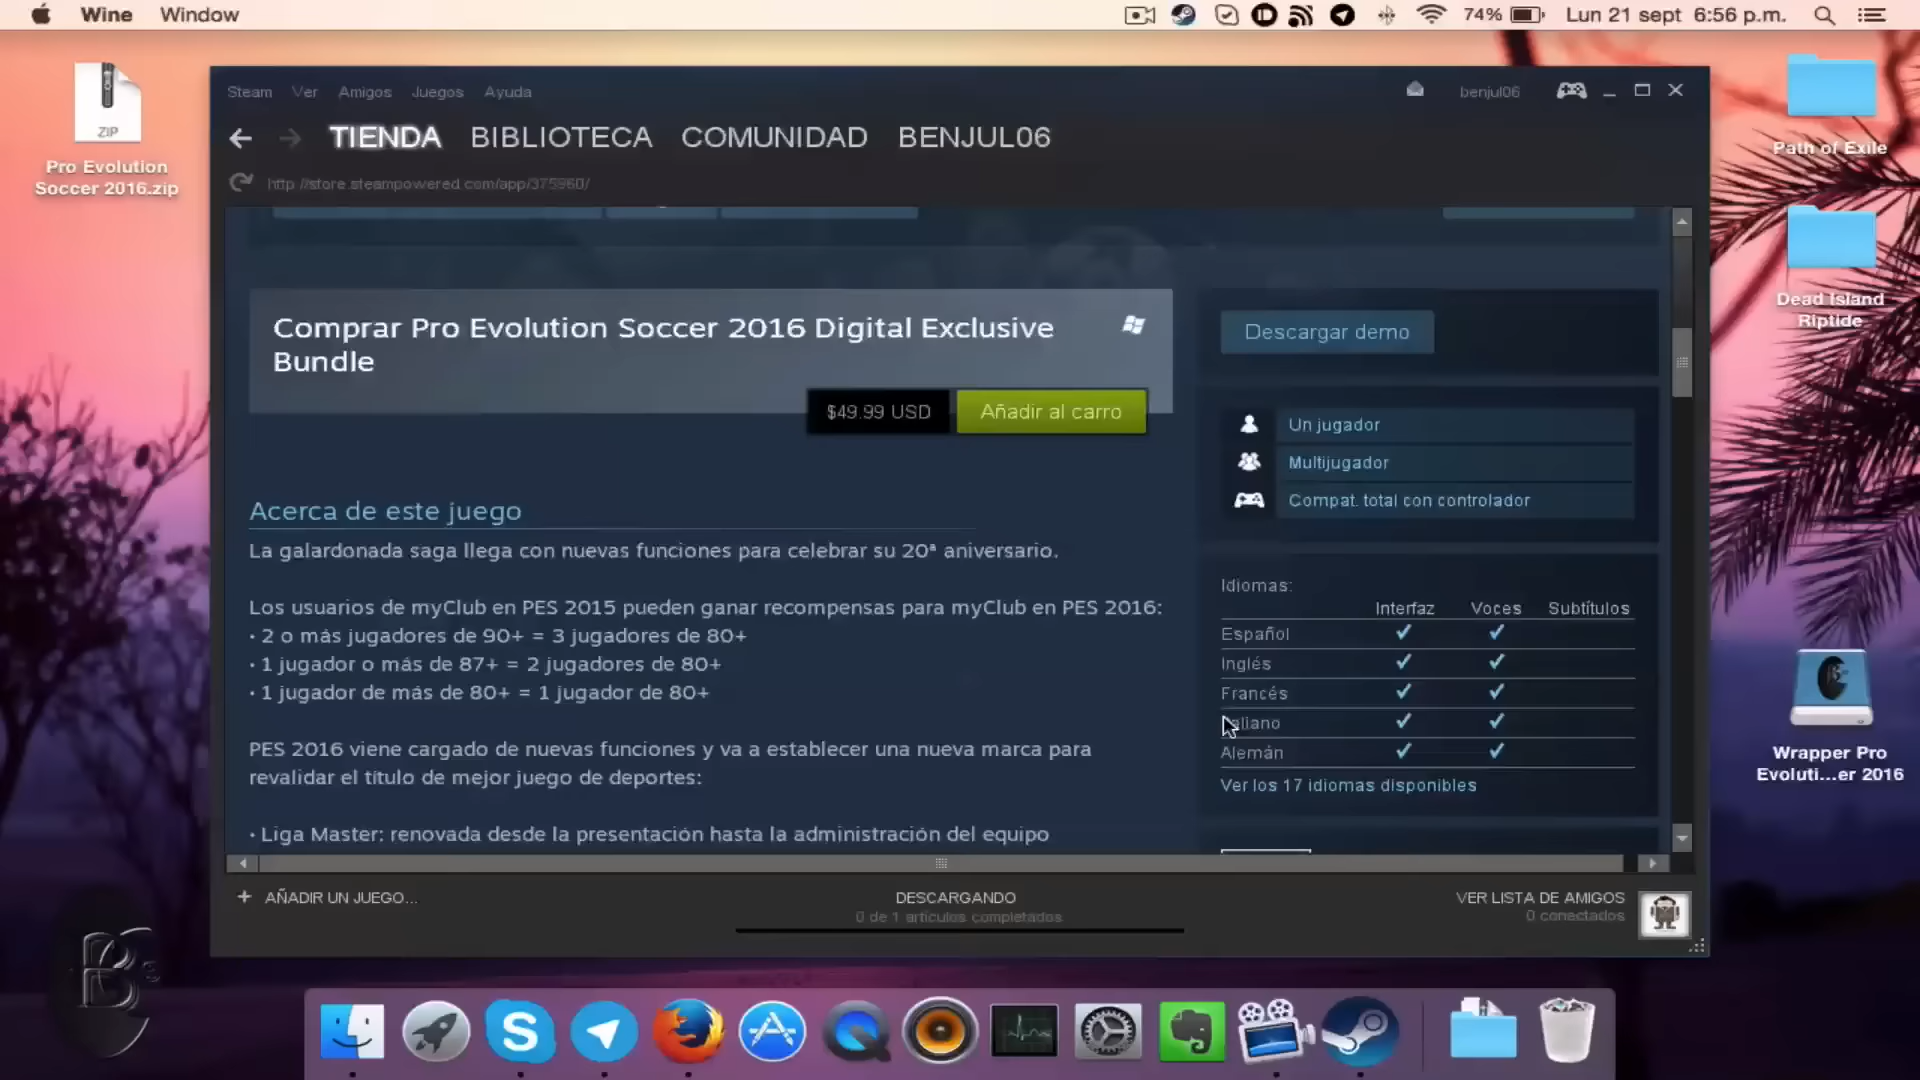 Wine Window
74% Lun 21 sept 6:56 p.m.
ZIP
Pro Evolution
Soccer 2016.zip
Path of Exile
Dead Island
Riptide
Wrapper Pro
Evoluti...er 2016
Steam Ver Amigos Juegos Ayuda
benjul06
TIENDA BIBLIOTECA COMUNIDAD BENJUL06
http://store.steampowered.com/app/375960/
Comprar Pro Evolution Soccer 2016 Digital Exclusive
Bundle
$49.99 USD Añadir al carro
Acerca de este juego
La galardonada saga llega con nuevas funciones para celebrar su 20ª aniversario.
Los usuarios de myClub en PES 2015 pueden ganar recompensas para myClub en PES 2016:
• 2 o más jugadores de 90+ = 3 jugadores de 80+
• 1 jugador o más de 87+ = 2 jugadores de 80+
• 1 jugador de más de 80+ = 1 jugador de 80+
PES 2016 viene cargado de nuevas funciones y va a establecer una nueva marca para
revalidar el título de mejor juego de deportes:
• Liga Master: renovada desde la presentación hasta la administración del equipo
Descargar demo
Un jugador
Multijugador
Compat. total con controlador
Idiomas:
Interfaz Voces Subtítulos
Español
Inglés
Francés
Italiano
Alemán
Ver los 17 idiomas disponibles
+ AÑADIR UN JUEGO...
DESCARGANDO
0 de 1 artículos completados
VER LISTA DE AMIGOS
0 conectados